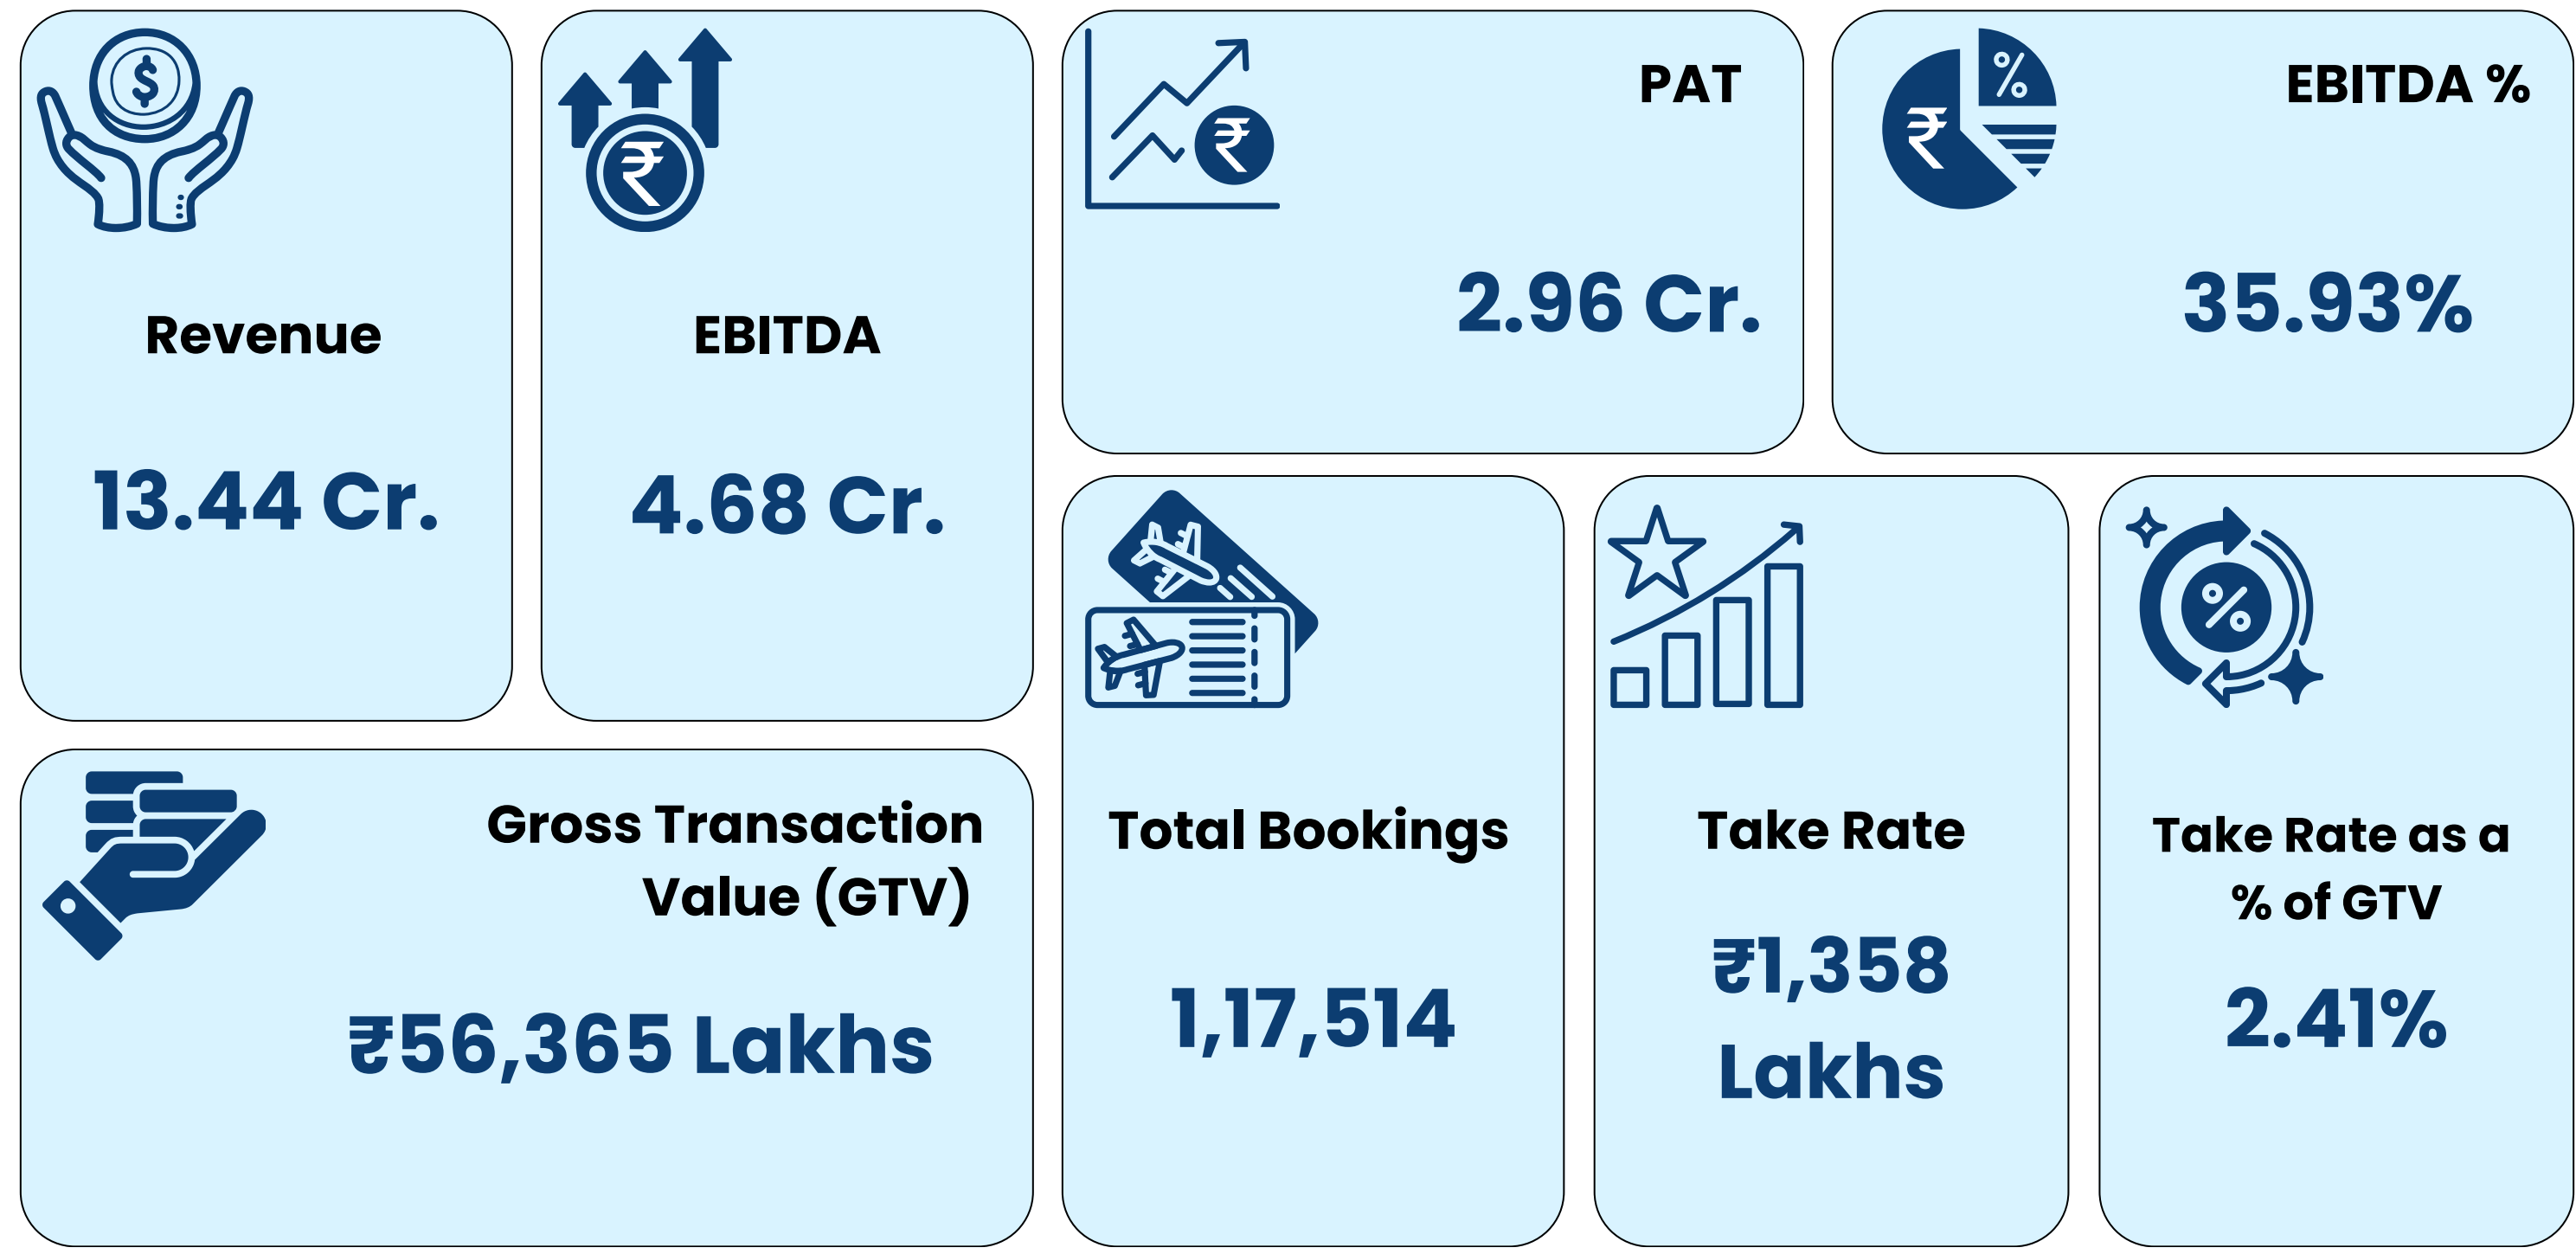 Revenue
13.44 Cr.
EBITDA
4.68 Cr.
PAT
2.96 Cr.
EBITDA %
35.93%
Gross Transaction
Value (GTV)
₹56,365 Lakhs
Total Bookings
1,17,514
Take Rate
₹1,358
Lakhs
Take Rate as a
% of GTV
2.41%